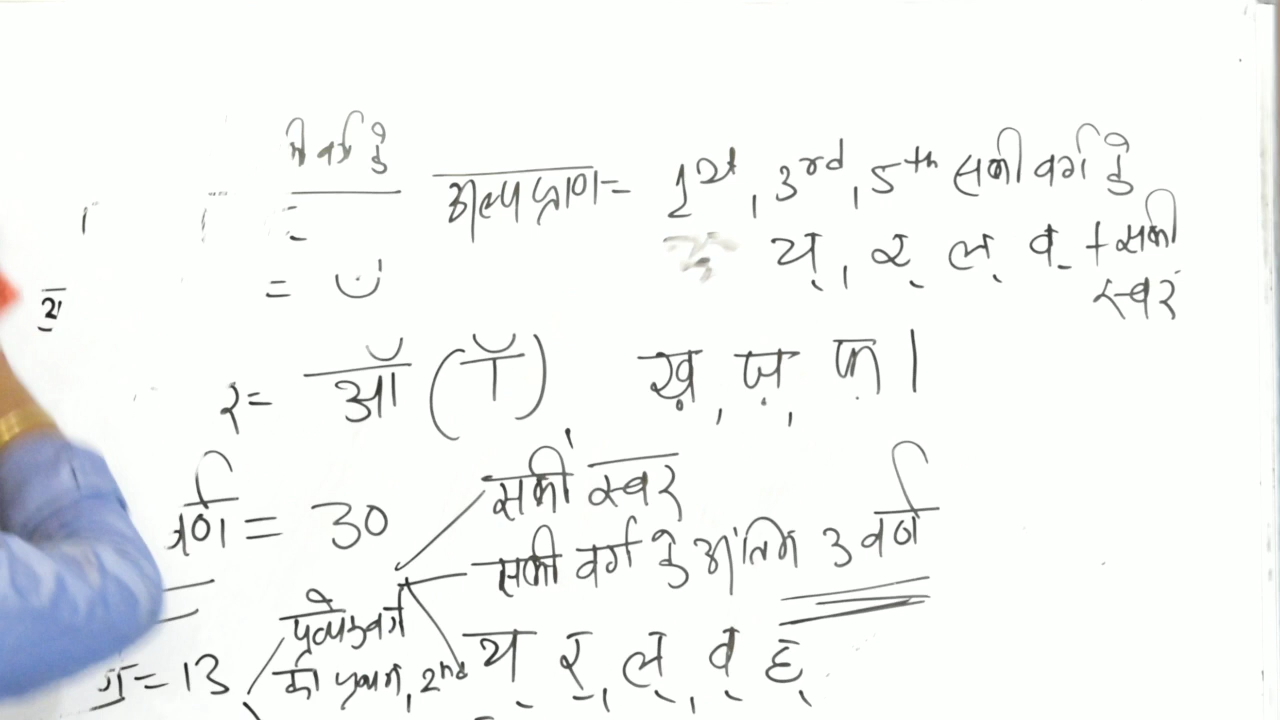 वर्ग के
अल्पप्राण = 1st, 3rd, 5th सभी वर्ग के
य्, र् ल् व् + सभी
स्वर
= ँ
2 = ऑ (ॉ) ख़, ज़, फ़ ।
= 30
सभी स्वर
सभी वर्ग के अंतिम 3 वर्ण
य् र्, ल्, व् ह्
= 13
प्रत्येक वर्ग
का प्रथम, 2nd